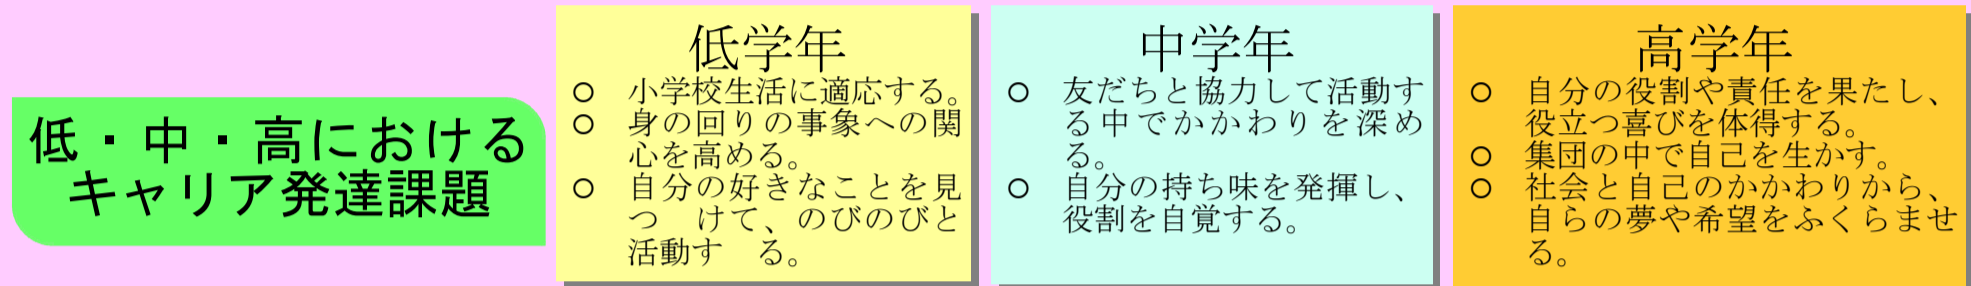 低・中・高における
キャリア発達課題
低学年
○ 小学校生活に適応する。
○ 身の回りの事象への関
心を高める。
○ 自分の好きなことを見
つ　けて、のびのびと
活動す　る。
中学年
○ 友だちと協力して活動す
る中でかかわりを深め
る。
○ 自分の持ち味を発揮し、
役割を自覚する。
高学年
○ 自分の役割や責任を果たし、
役立つ喜びを体得する。
○ 集団の中で自己を生かす。
○ 社会と自己のかかわりから、
自らの夢や希望をふくらませ
る。